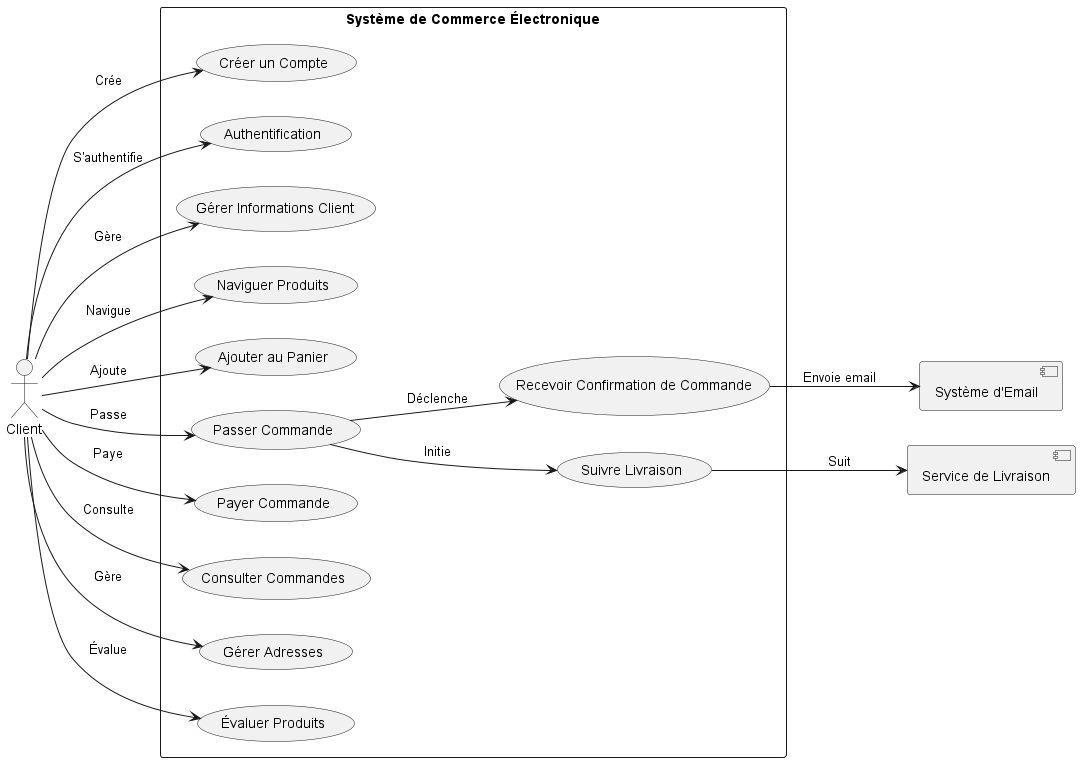 Système de Commerce Électronique
Créer un Compte
Crée
Authentification
S'authentifie
Gérer Informations Client
Gère
Naviguer Produits
Navigue
Ajouter au Panier
Ajoute
Recevoir Confirmation de Commande
Envoie email
Système d'Email
Déclenche
Client
Passe
Passer Commande
Paye
Initie
Suivre Livraison
Suit
Service de Livraison
Payer Commande
Consulte
Consulter Commandes
Gère
Gérer Adresses
Évalue
Évaluer Produits